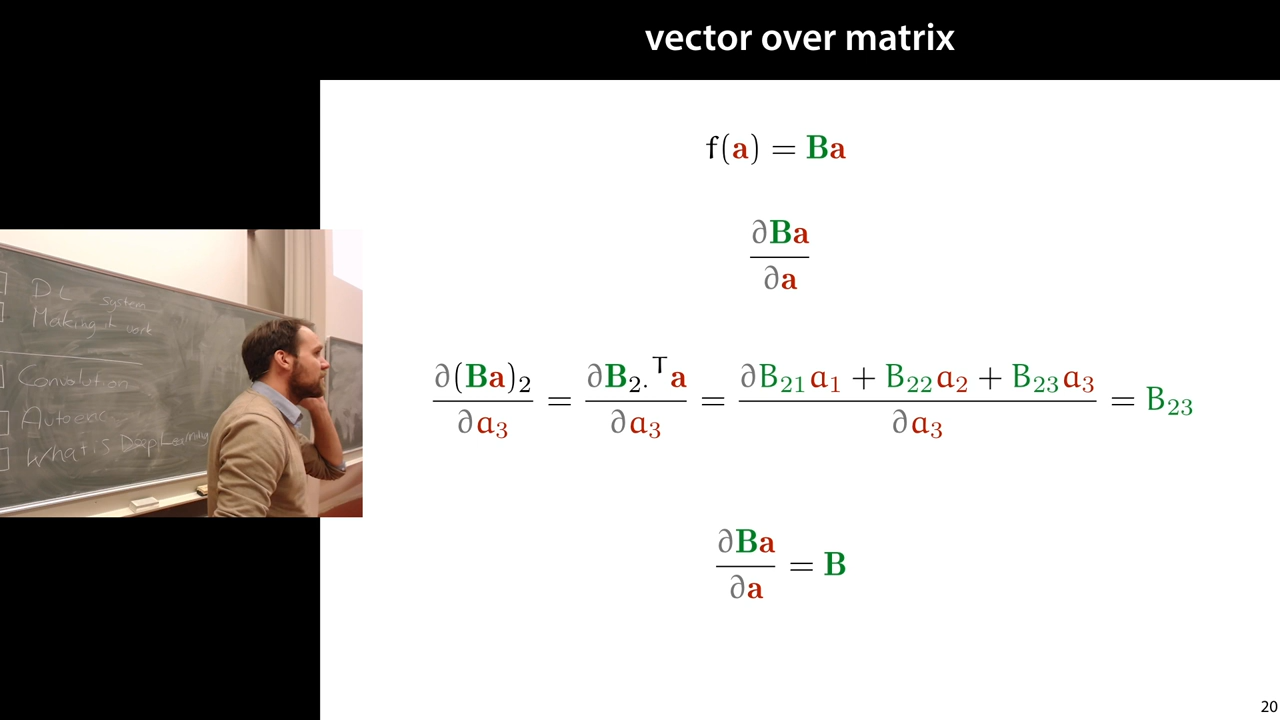 vector over matrix
f(a) = Ba
∂Ba / ∂a
∂(Ba)₂ / ∂a₃ = ∂B₂.ᵀa / ∂a₃ = ∂B₂₁a₁ + B₂₂a₂ + B₂₃a₃ / ∂a₃ = B₂₃
∂Ba / ∂a = B
20
DL system
Making it work
Convolution
What is Deep Learning